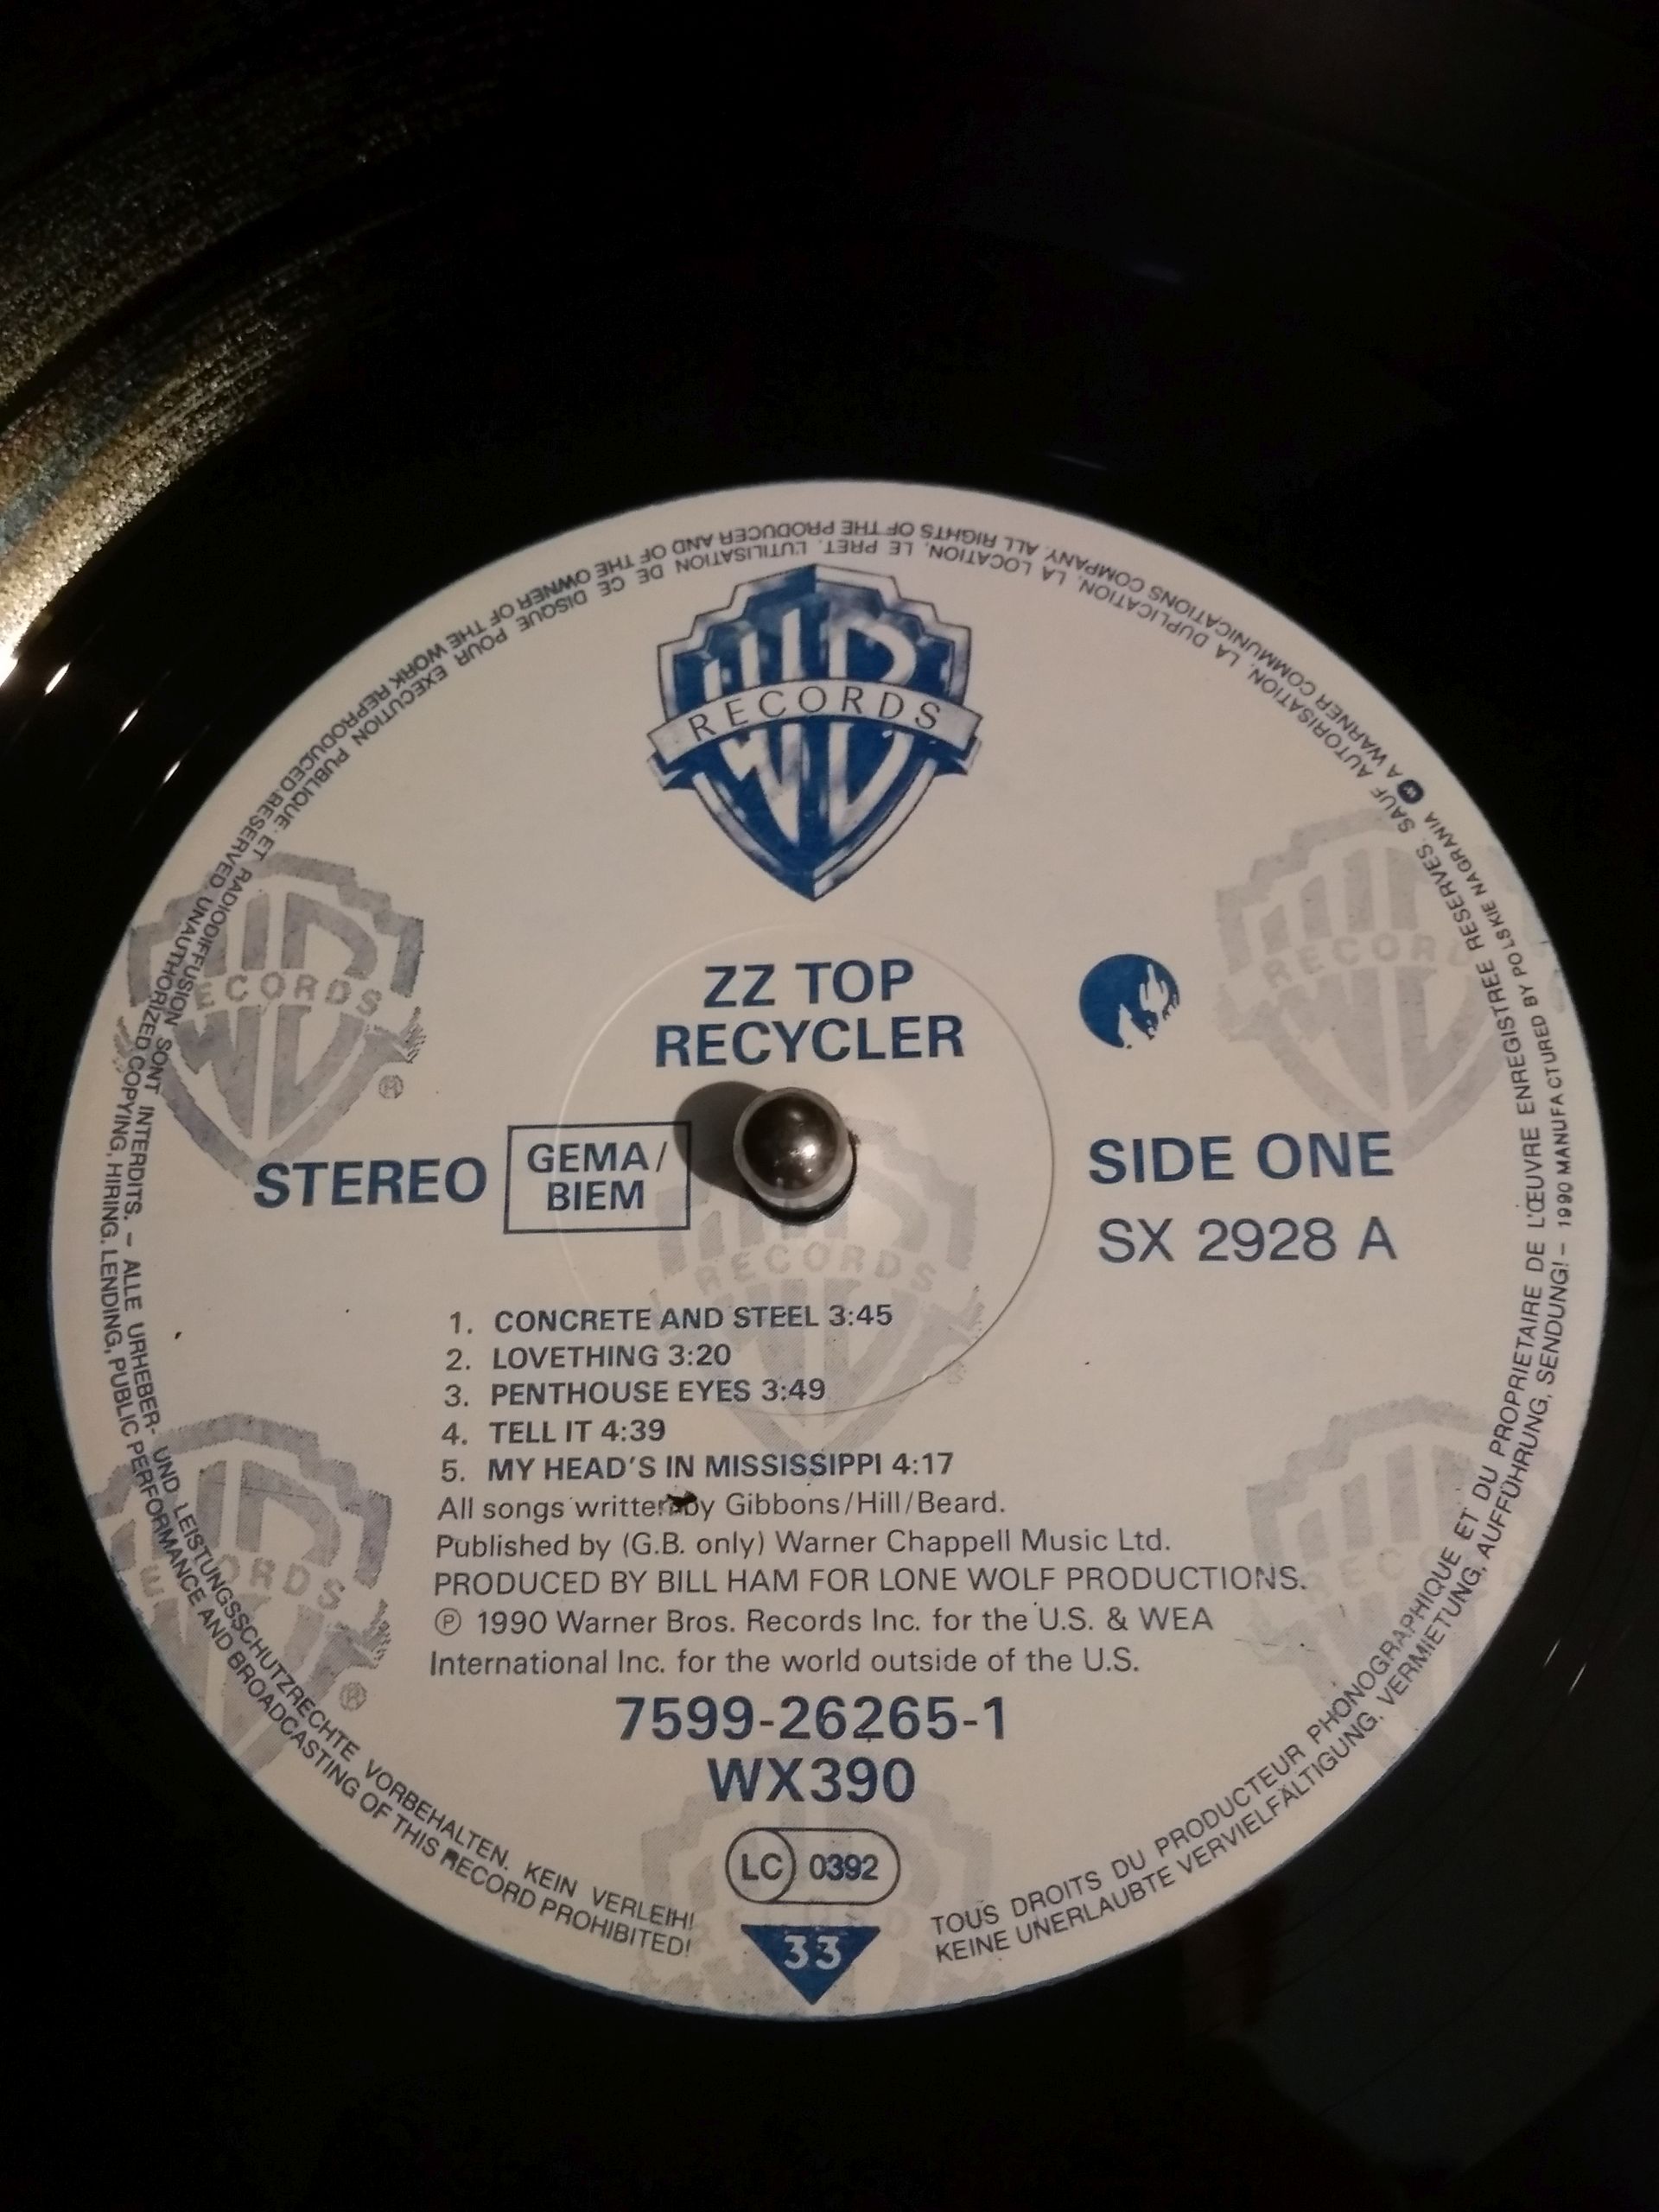 WB
RECORDS
ZZ TOP
RECYCLER
STEREO
GEMA/
BIEM
SIDE ONE
SX 2928 A
1. CONCRETE AND STEEL 3:45
2. LOVETHING 3:20
3. PENTHOUSE EYES 3:49
4. TELL IT 4:39
5. MY HEAD'S IN MISSISSIPPI 4:17
All songs written by Gibbons/Hill/Beard.
Published by (G.B. only) Warner Chappell Music Ltd.
PRODUCED BY BILL HAM FOR LONE WOLF PRODUCTIONS.
Ⓟ 1990 Warner Bros. Records Inc. for the U.S. & WEA
International Inc. for the world outside of the U.S.
7599-26265-1
WX390
LC 0392
33
TOUS DROITS DU PRODUCTEUR PHONOGRAPHIQUE ET DU PROPRIETAIRE DE L'ŒUVRE ENREGISTREE RESERVES. SAUF AUTORISATION, LA DUPLICATION, LA LOCATION, LE PRET, L'UTILISATION DE CE DISQUE POUR EXECUTION PUBLIQUE ET RADIODIFFUSION SONT INTERDITS. – ALLE URHEBER- UND LEISTUNGSSCHUTZRECHTE VORBEHALTEN. KEIN VERLEIH!
KEINE UNERLAUBTE VERVIELFÄLTIGUNG, VERMIETUNG, AUFFÜHRUNG, SENDUNG! – 1990 MANUFACTURED BY POLSKIE NAGRANIA A WARNER COMMUNICATIONS COMPANY. ALL RIGHTS OF THE PRODUCER AND OF THE OWNER OF THE WORK REPRODUCED RESERVED. UNAUTHORIZED COPYING, HIRING, LENDING, PUBLIC PERFORMANCE AND BROADCASTING OF THIS RECORD PROHIBITED!